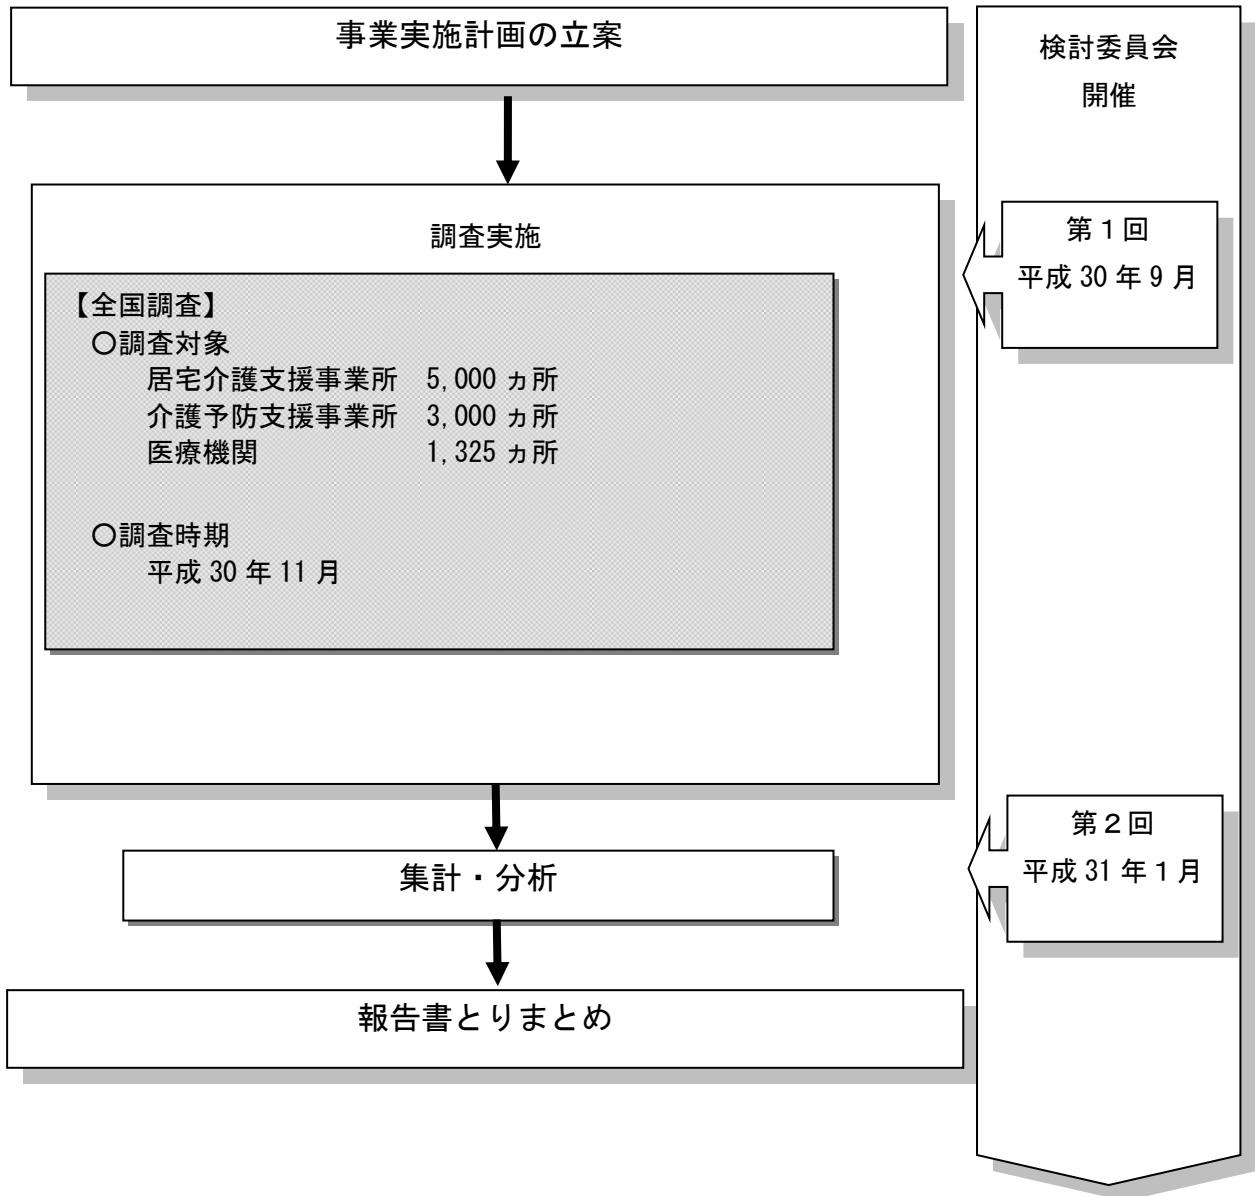 事業実施計画の立案
検討委員会
開催
調査実施
第１回
平成 30 年 9 月
【全国調査】
〇調査対象
居宅介護支援事業所　5,000 ヵ所
介護予防支援事業所　3,000 ヵ所
医療機関　1,325 ヵ所
〇調査時期
平成 30 年 11 月
第２回
平成 31 年 1 月
集計・分析
報告書とりまとめ